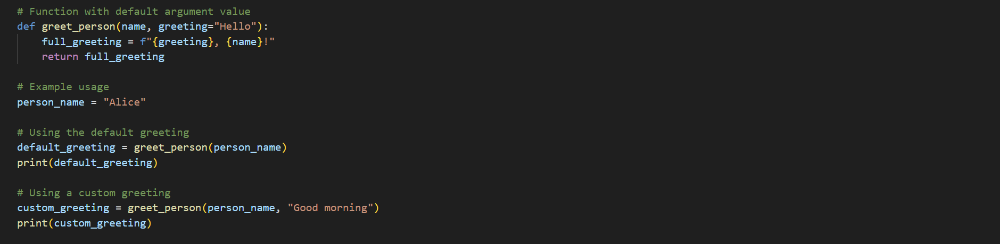 # Function with default argument value
def greet_person(name, greeting="Hello"):
    full_greeting = f"{greeting}, {name}!"
    return full_greeting

# Example usage
person_name = "Alice"

# Using the default greeting
default_greeting = greet_person(person_name)
print(default_greeting)

# Using a custom greeting
custom_greeting = greet_person(person_name, "Good morning")
print(custom_greeting)